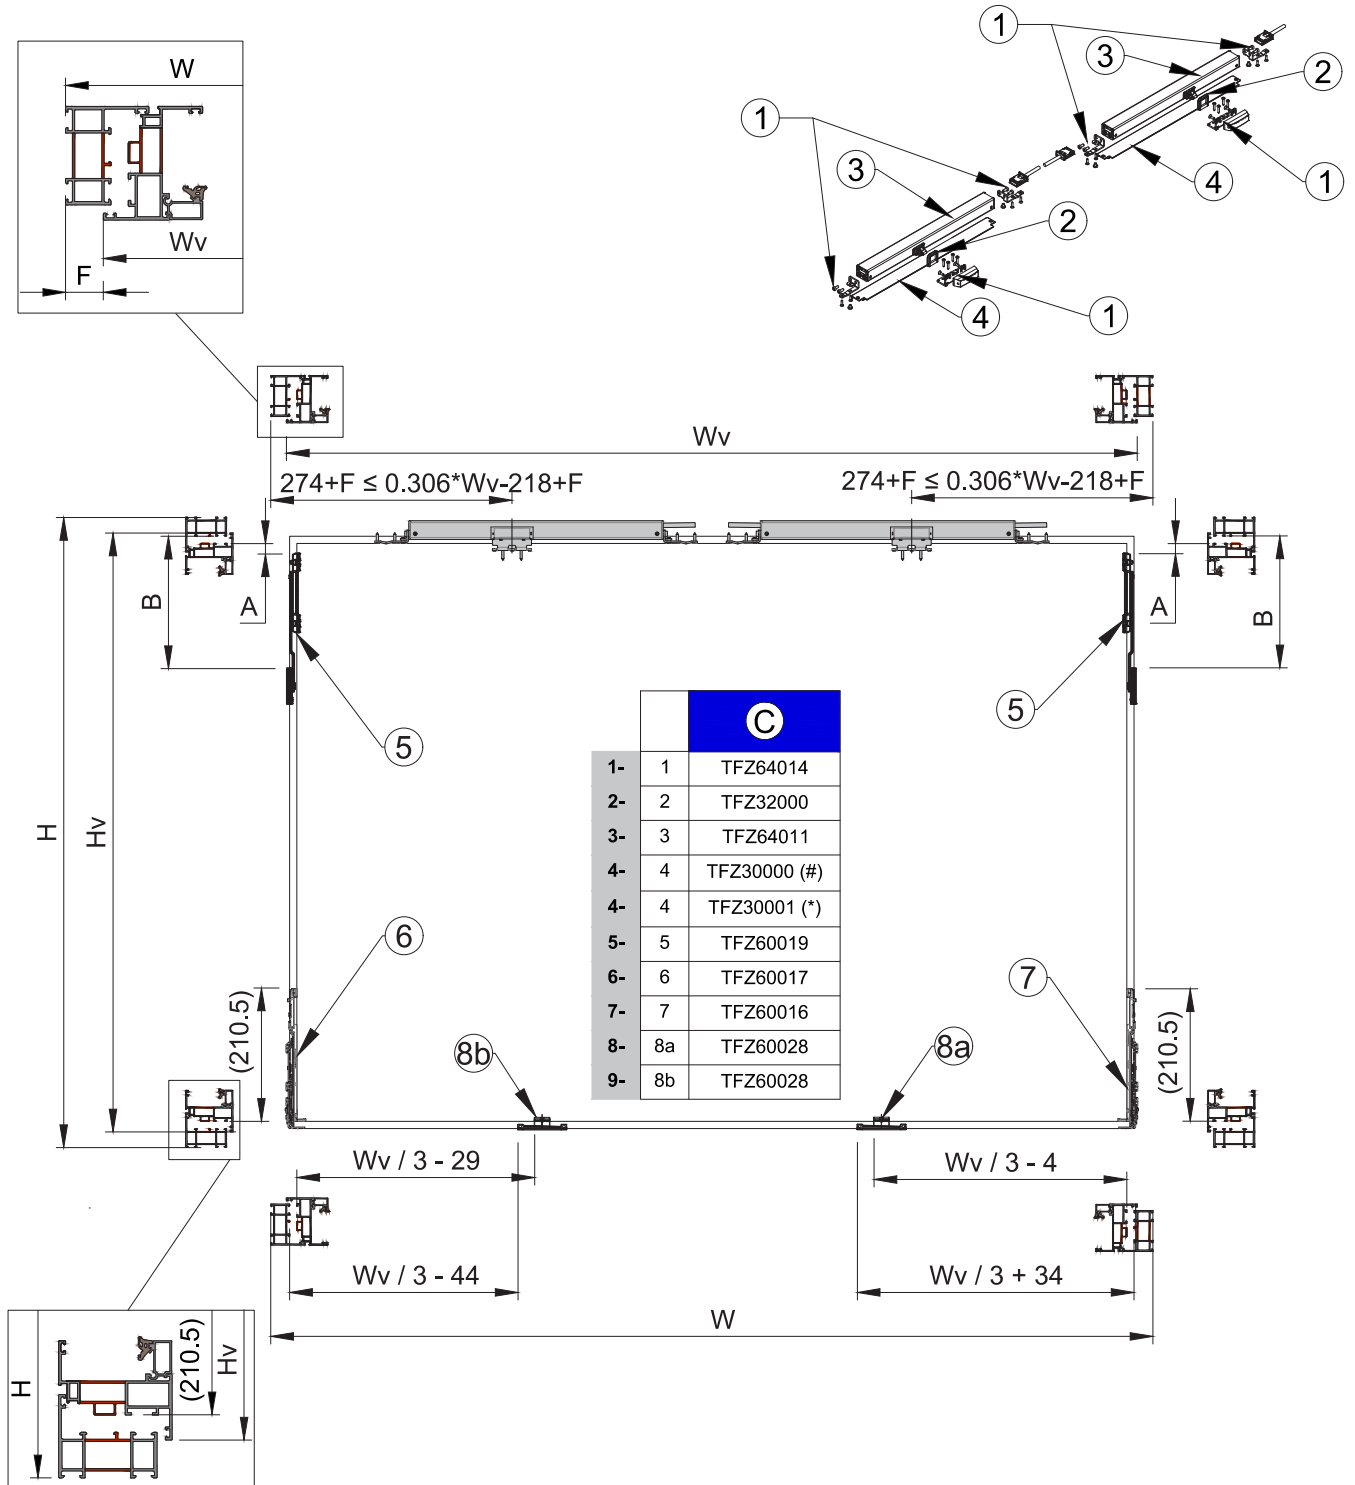 W
Wv
F
1
3
2
1
3
4
1
2
4
1
Wv
274+F ≤ 0.306*Wv-218+F
274+F ≤ 0.306*Wv-218+F
B
A
A
B
5
5
H
Hv
C
1- 1 TFZ64014
2- 2 TFZ32000
3- 3 TFZ64011
4- 4 TFZ30000 (#)
4- 4 TFZ30001 (*)
5- 5 TFZ60019
6- 6 TFZ60017
7- 7 TFZ60016
8- 8a TFZ60028
9- 8b TFZ60028
6
7
(210.5)
(210.5)
8b
8a
Wv / 3 - 29
Wv / 3 - 4
Wv / 3 - 44
Wv / 3 + 34
W
H
(210.5)
Hv